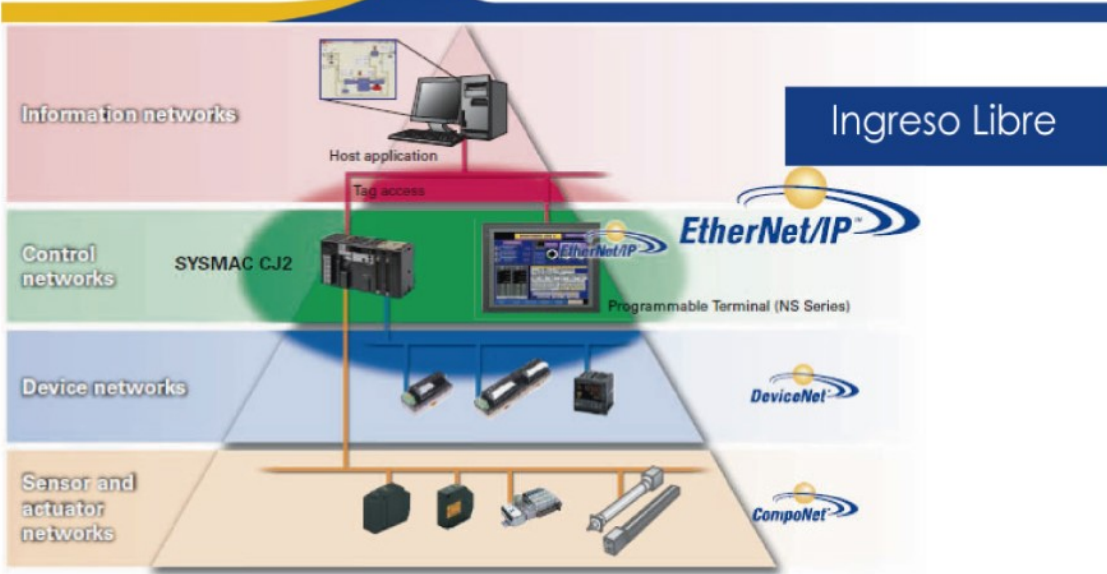 Information networks
Host application
Tag access
Ingreso Libre
EtherNet/IP™
Control
networks
SYSMAC CJ2
EtherNet/IP
Programmable Terminal (NS Series)
Device networks
DeviceNet
Sensor and
actuator
networks
CompoNet